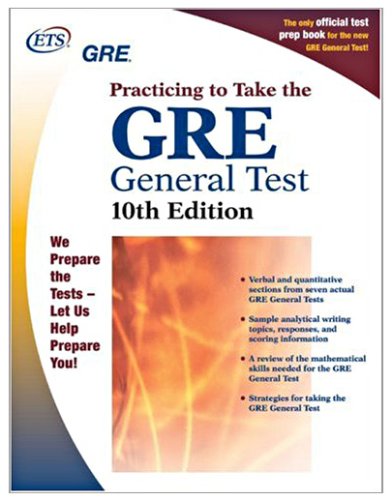 ETS
GRE
The only official test
prep book for the new
GRE General Test!
Practicing to Take the
GRE
General Test
10th Edition
We
Prepare
the
Tests –
Let Us
Help
Prepare
You!
• Verbal and quantitative
sections from seven actual
GRE General Tests
• Sample analytical writing
topics, responses, and
scoring information
• A review of the mathematical
skills needed for the GRE
General Test
• Strategies for taking the
GRE General Test